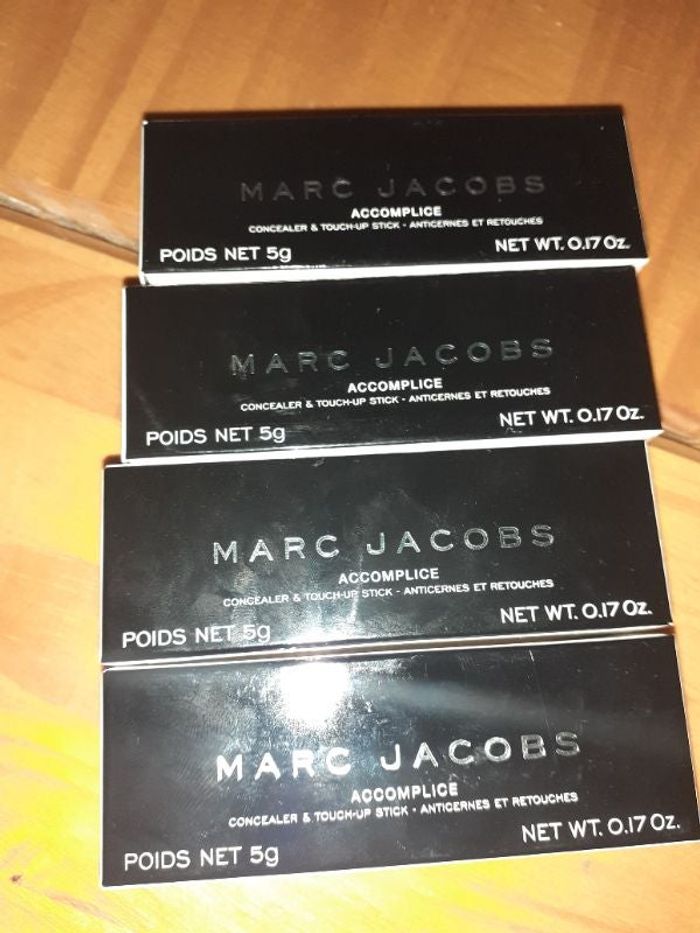 MARC JACOBS
ACCOMPLICE
CONCEALER & TOUCH-UP STICK - ANTICERNES ET RETOUCHES
POIDS NET 5g NET WT. 0.17 Oz.
MARC JACOBS
ACCOMPLICE
CONCEALER & TOUCH-UP STICK - ANTICERNES ET RETOUCHES
POIDS NET 5g NET WT. 0.17 Oz.
MARC JACOBS
ACCOMPLICE
CONCEALER & TOUCH-UP STICK - ANTICERNES ET RETOUCHES
POIDS NET 5g NET WT. 0.17 Oz.
MARC JACOBS
ACCOMPLICE
CONCEALER & TOUCH-UP STICK - ANTICERNES ET RETOUCHES
POIDS NET 5g NET WT. 0.17 Oz.